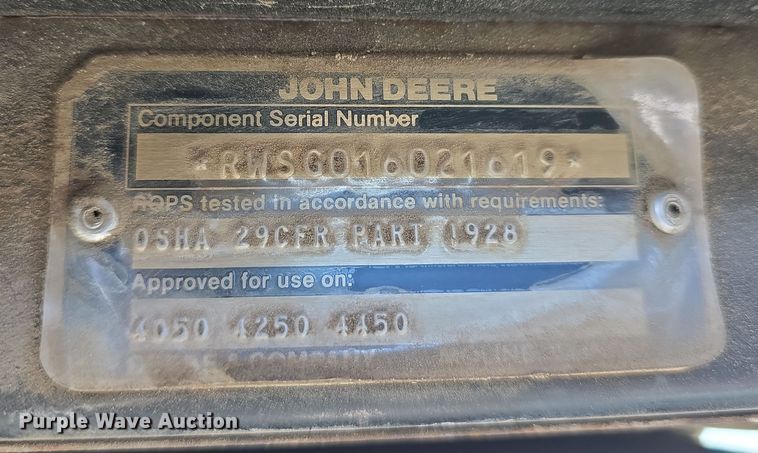 JOHN DEERE
Component Serial Number
*RWSG016021619*
ROPS tested in accordance with requirements:
OSHA 29CFR PART 1928
Approved for use on:
4050 4250 4450
Purple Wave Auction